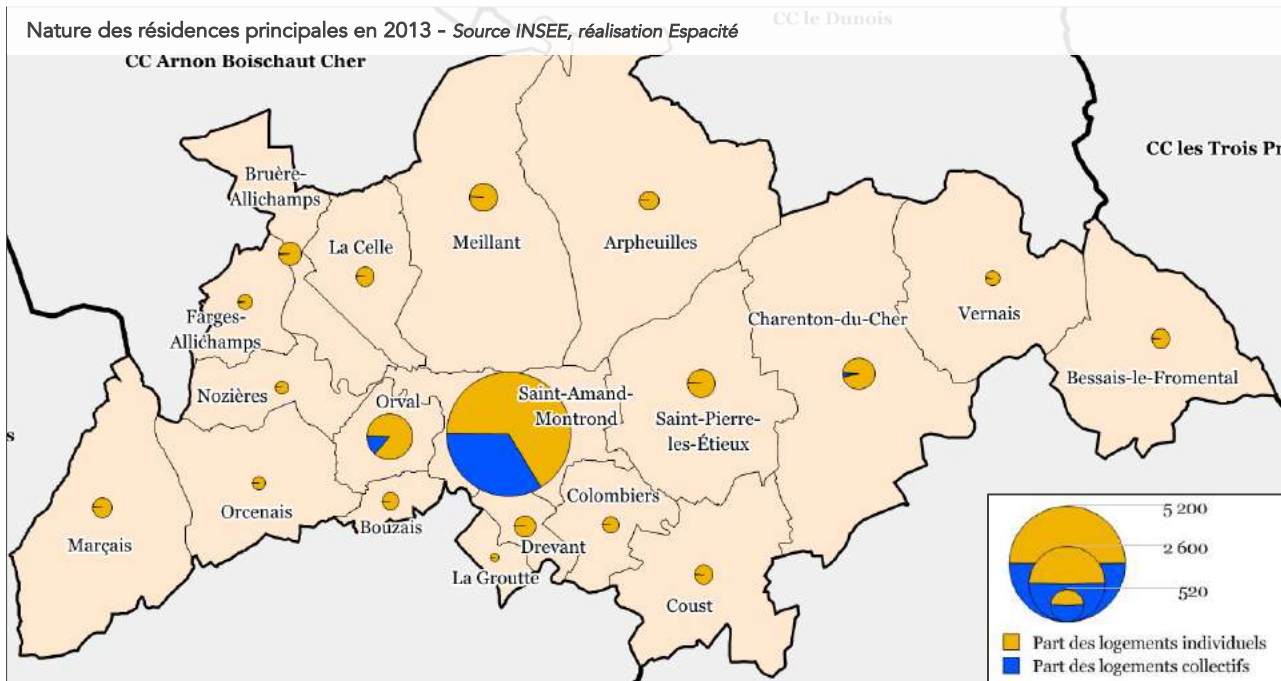 CC le Dunois
Nature des résidences principales en 2013 - Source INSEE, réalisation Espacité
CC Arnon Boischaut Cher
CC les Trois Pr
Bruère-
Allichamps
La Celle
Meillant
Arpheuilles
Farges-
Allichamps
Charenton-du-Cher
Vernais
Bessais-le-Fromental
Nozières
Orval
Saint-Amand-
Montrond
Saint-Pierre-
les-Étieux
s
Marçais
Orcenais
Bouzais
Colombiers
Drevant
La Groutte
Coust
5 200
2 600
520
Part des logements individuels
Part des logements collectifs